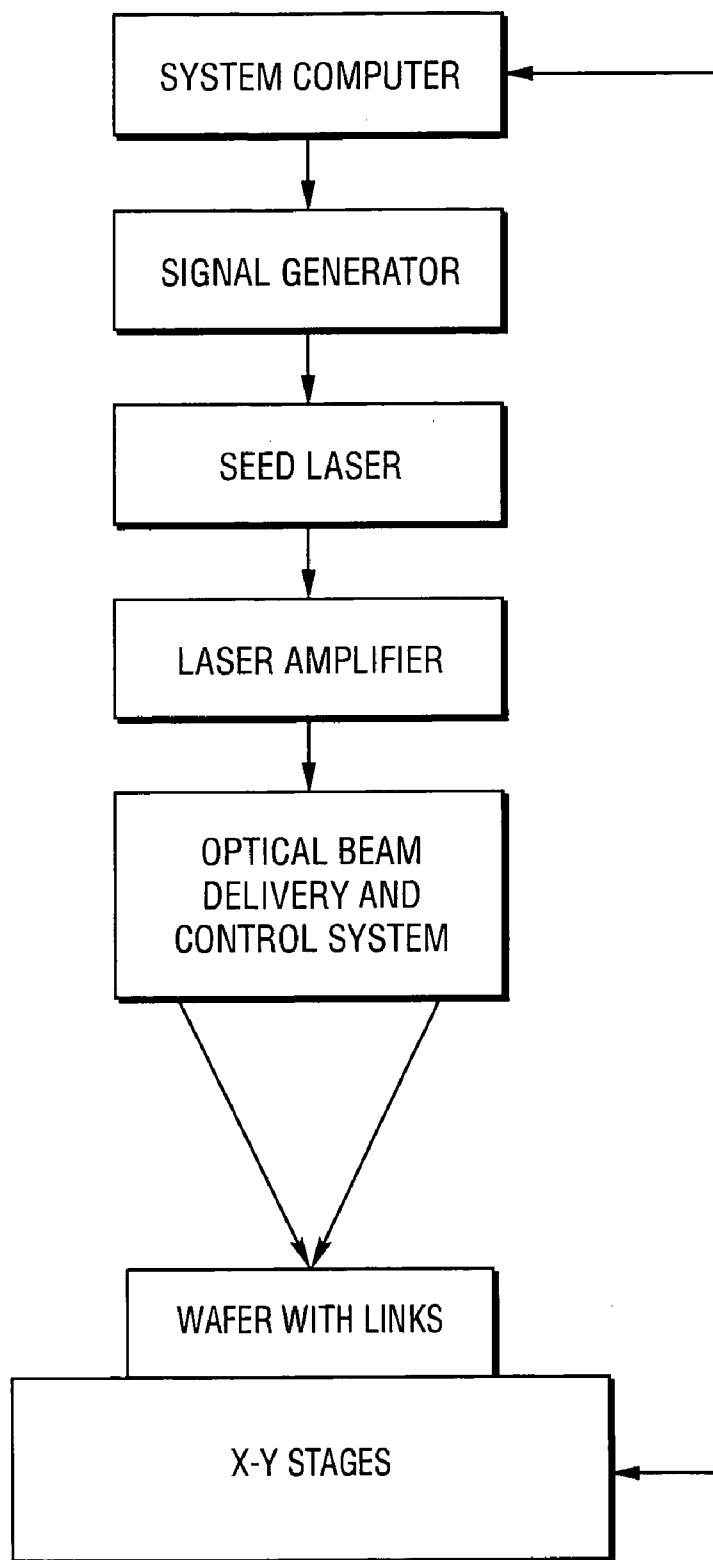 SYSTEM COMPUTER
SIGNAL GENERATOR
SEED LASER
LASER AMPLIFIER
OPTICAL BEAM
DELIVERY AND
CONTROL SYSTEM
WAFER WITH LINKS
X-Y STAGES